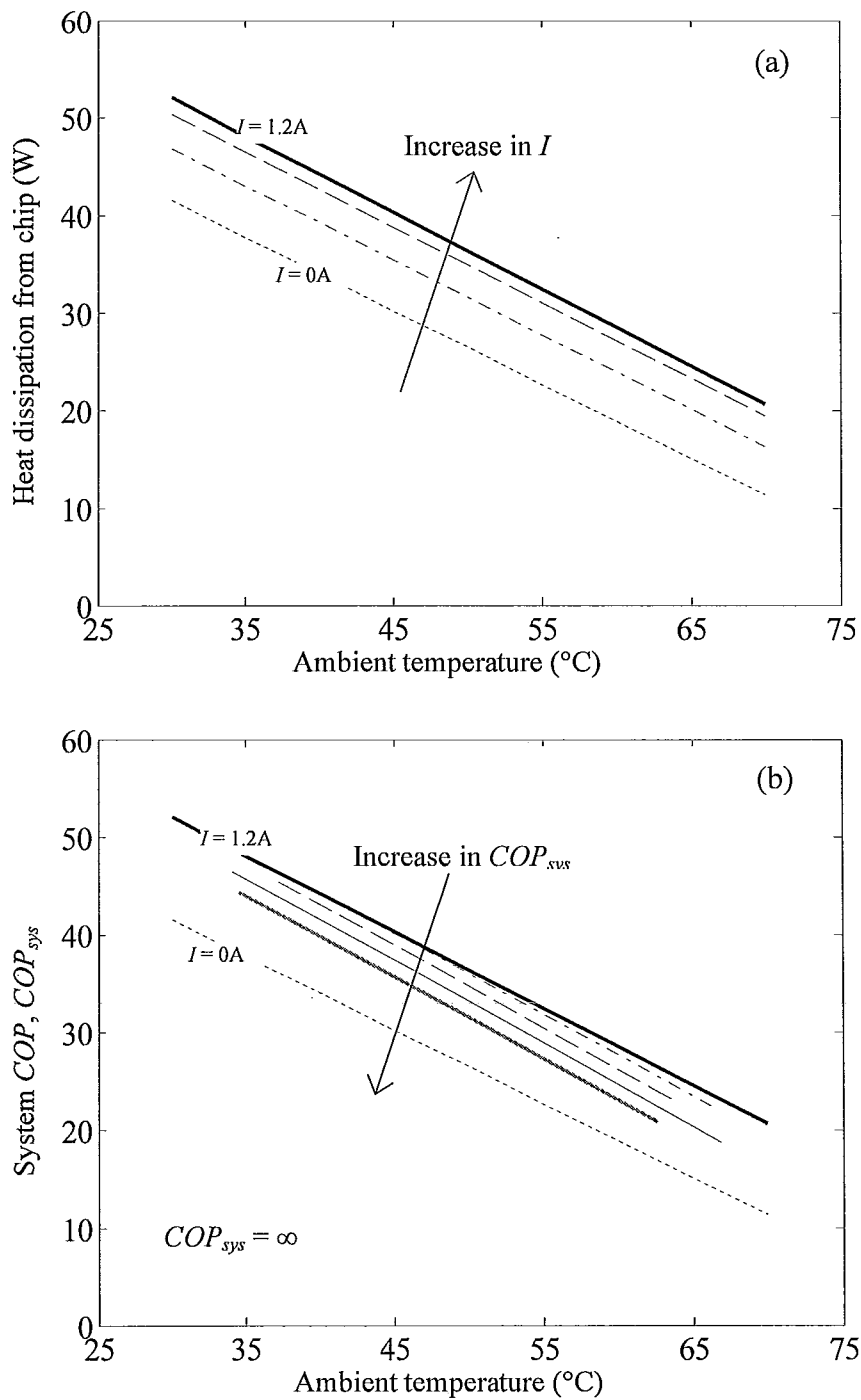 60
(a)
50
I = 1.2A
Increase in I
40
I = 0A
30
20
10
0
25 35 45 55 65 75
Heat dissipation from chip (W)
Ambient temperature (°C)
60
(b)
50
I = 1.2A
Increase in COPsys
40
I = 0A
30
20
10
COPsys = ∞
0
25 35 45 55 65 75
System COP, COPsys
Ambient temperature (°C)